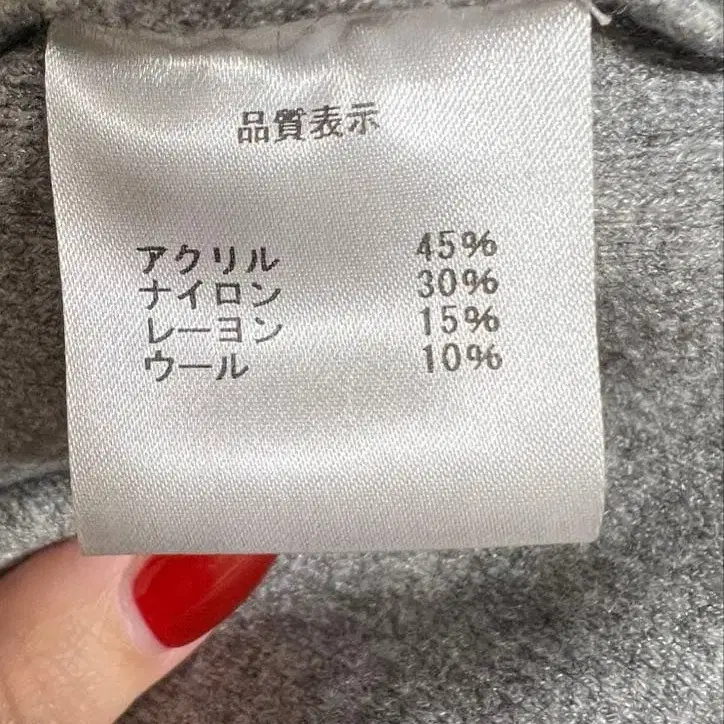 品質表示
アクリル 45%
ナイロン 30%
レーヨン 15%
ウール 10%